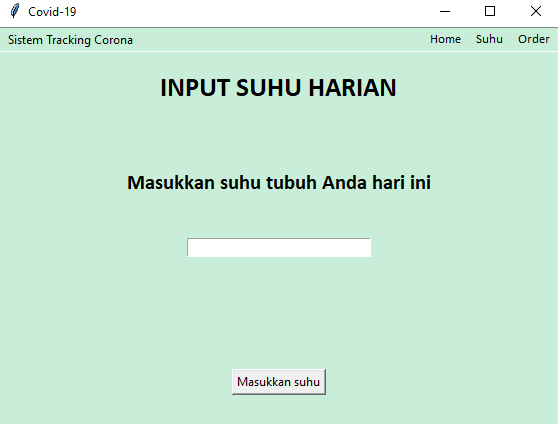 Covid-19
Sistem Tracking Corona Home Suhu Order
INPUT SUHU HARIAN
Masukkan suhu tubuh Anda hari ini
Masukkan suhu